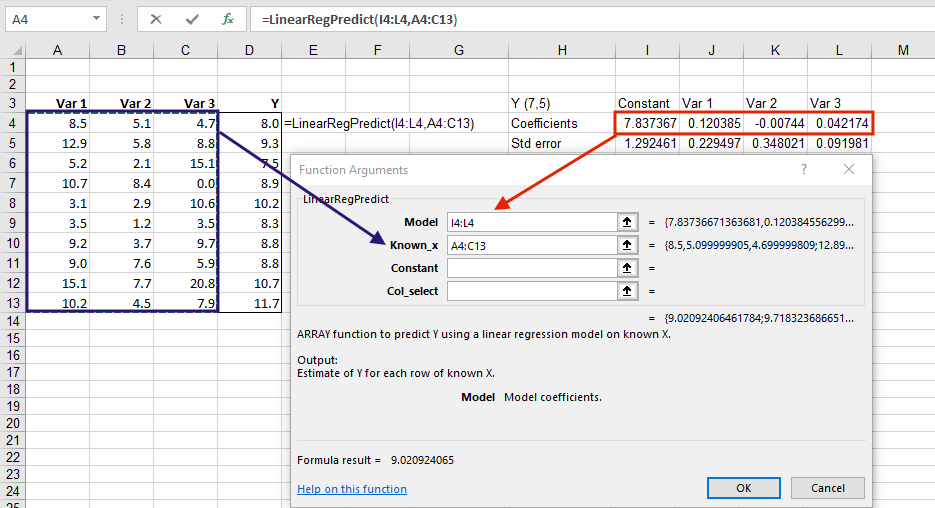 A4 fx =LinearRegPredict(I4:L4,A4:C13)
A B C D E F G H I J K L M
1
2
3 Var 1 Var 2 Var 3 Y Y (7,5) Constant Var 1 Var 2 Var 3
4 8.5 5.1 4.7 8.0 =LinearRegPredict(I4:L4,A4:C13) Coefficients 7.837367 0.120385 -0.00744 0.042174
5 12.9 5.8 8.8 9.3 Std error 1.292461 0.229497 0.348021 0.091981
6 5.2 2.1 15.1 7.5
7 10.7 8.4 0.0 8.9
8 3.1 2.9 10.6 10.2
9 3.5 1.2 3.5 8.3
10 9.2 3.7 9.7 8.8
11 9.0 7.6 5.9 8.8
12 15.1 7.7 20.8 10.7
13 10.2 4.5 7.9 11.7
14
15
16
17
18
19
20
21
22
23
24
25
Function Arguments ?
LinearRegPredict
Model I4:L4 = {7.83736671363681,0.120384556299...
Known_x A4:C13 = {8.5,5.099999905,4.699999809;12.89...
Constant =
Col_select =
= {9.02092406461784;9.718323686651...
ARRAY function to predict Y using a linear regression model on known X.
Output:
Estimate of Y for each row of known X.
Model Model coefficients.
Formula result = 9.020924065
Help on this function OK Cancel